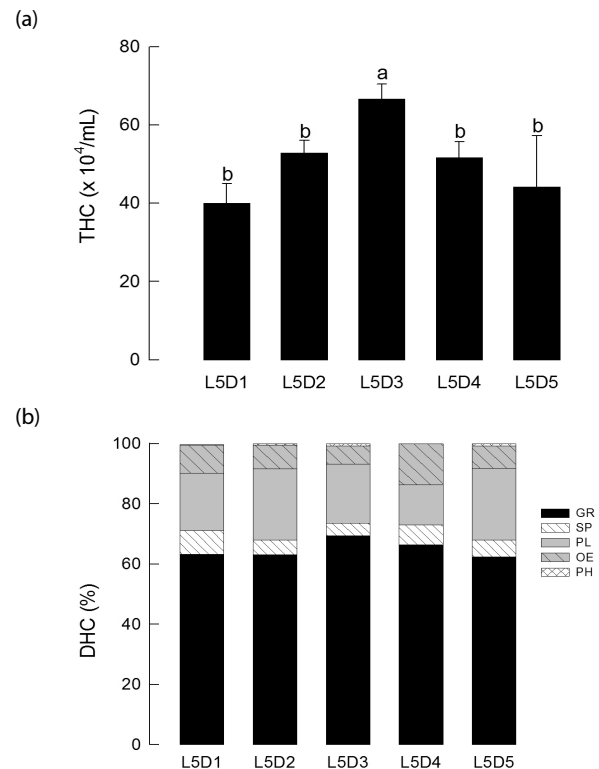 (a)
80
a
60
b
b
b
b
THC (x 10⁴/mL)
40
20
0
L5D1 L5D2 L5D3 L5D4 L5D5
(b)
100
80
60
DHC (%)
40
20
0
GR
SP
PL
OE
PH
L5D1 L5D2 L5D3 L5D4 L5D5